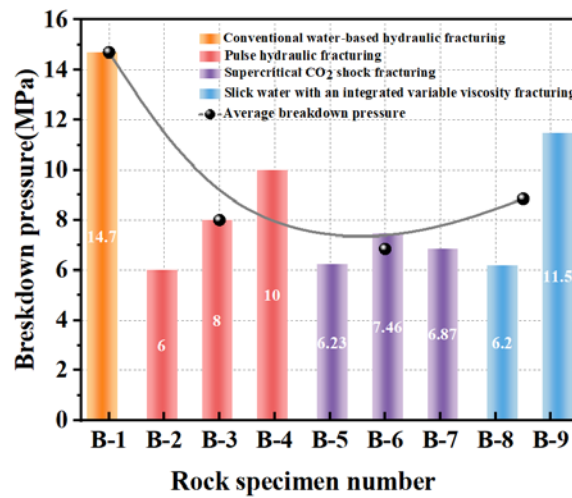 Conventional water-based hydraulic fracturing
Pulse hydraulic fracturing
Supercritical CO₂ shock fracturing
Slick water with an integrated variable viscosity fracturing
Average breakdown pressure
Breskdown pressure(MPa)
16
14
12
10
8
6
4
2
0
14.7
6
8
10
6.23
7.46
6.87
6.2
11.5
B-1 B-2 B-3 B-4 B-5 B-6 B-7 B-8 B-9
Rock specimen number